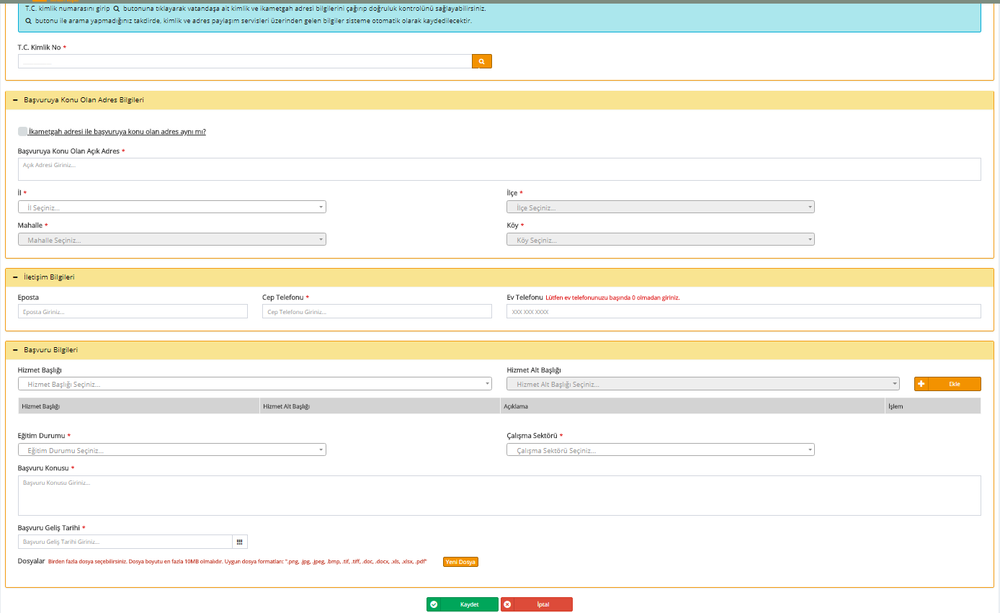 T.C. kimlik numarasını girip butonuna tıklayarak vatandaşa ait kimlik ve ikametgah adresi bilgilerini çağırıp doğruluk kontrolünü sağlayabilirsiniz.
butonu ile arama yapmadığınız takdirde, kimlik ve adres paylaşım servisleri üzerinden gelen bilgiler sisteme otomatik olarak kaydedilecektir.
T.C. Kimlik No *
Başvuruya Konu Olan Adres Bilgileri
İkametgah adresi ile başvuruya konu olan adres aynı mı?
Başvuruya Konu Olan Açık Adres *
Açık Adresi Giriniz...
İl * İlçe *
İl Seçiniz... İlçe Seçiniz...
Mahalle * Köy *
Mahalle Seçiniz... Köy Seçiniz...
İletişim Bilgileri
Eposta Cep Telefonu * Ev Telefonu Lütfen ev telefonunuzu başında 0 olmadan giriniz.
Eposta Giriniz... Cep Telefonu Giriniz... XXX XXX XXXX
Başvuru Bilgileri
Hizmet Başlığı Hizmet Alt Başlığı
Hizmet Başlığı Seçiniz... Hizmet Alt Başlığı Seçiniz... Ekle
Hizmet Başlığı Hizmet Alt Başlığı Açıklama İşlem
Eğitim Durumu * Çalışma Sektörü *
Eğitim Durumu Seçiniz... Çalışma Sektörü Seçiniz...
Başvuru Konusu *
Başvuru Konusu Giriniz...
Başvuru Geliş Tarihi *
Başvuru Geliş Tarihi Giriniz...
Dosyalar Birden fazla dosya seçebilirsiniz. Dosya boyutu en fazla 10MB olmalıdır. Uygun dosya formatları: ".png, .jpg, .jpeg, .bmp, .tif, .tiff, .doc, .docx, .xls, .xlsx, .pdf" Yeni Dosya
Kaydet İptal